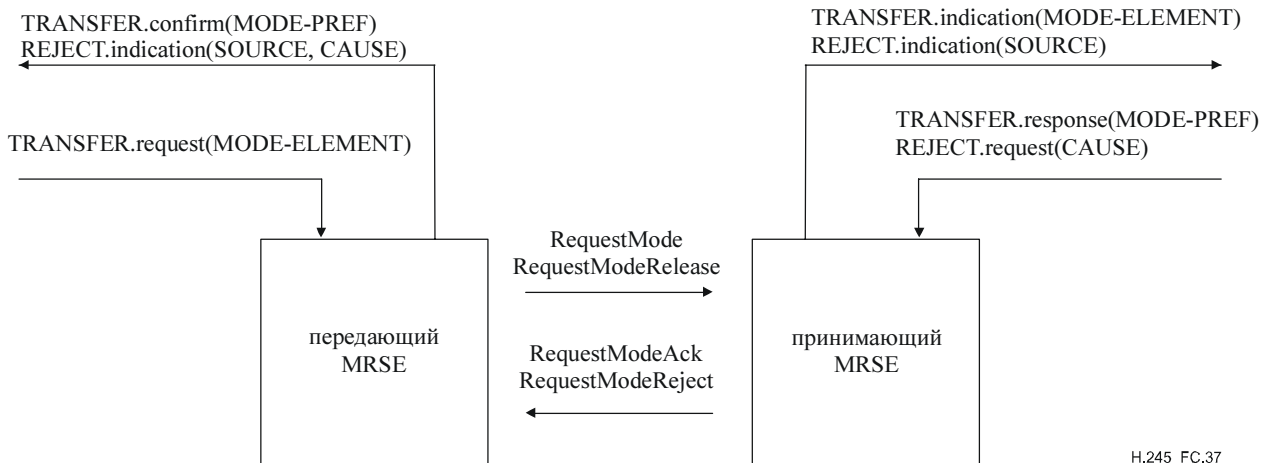 TRANSFER.confirm(MODE-PREF)
REJECT.indication(SOURCE, CAUSE)
TRANSFER.indication(MODE-ELEMENT)
REJECT.indication(SOURCE)
TRANSFER.request(MODE-ELEMENT)
TRANSFER.response(MODE-PREF)
REJECT.request(CAUSE)
RequestMode
RequestModeRelease
передающий
MRSE
RequestModeAck
RequestModeReject
принимающий
MRSE
H.245_FC.37